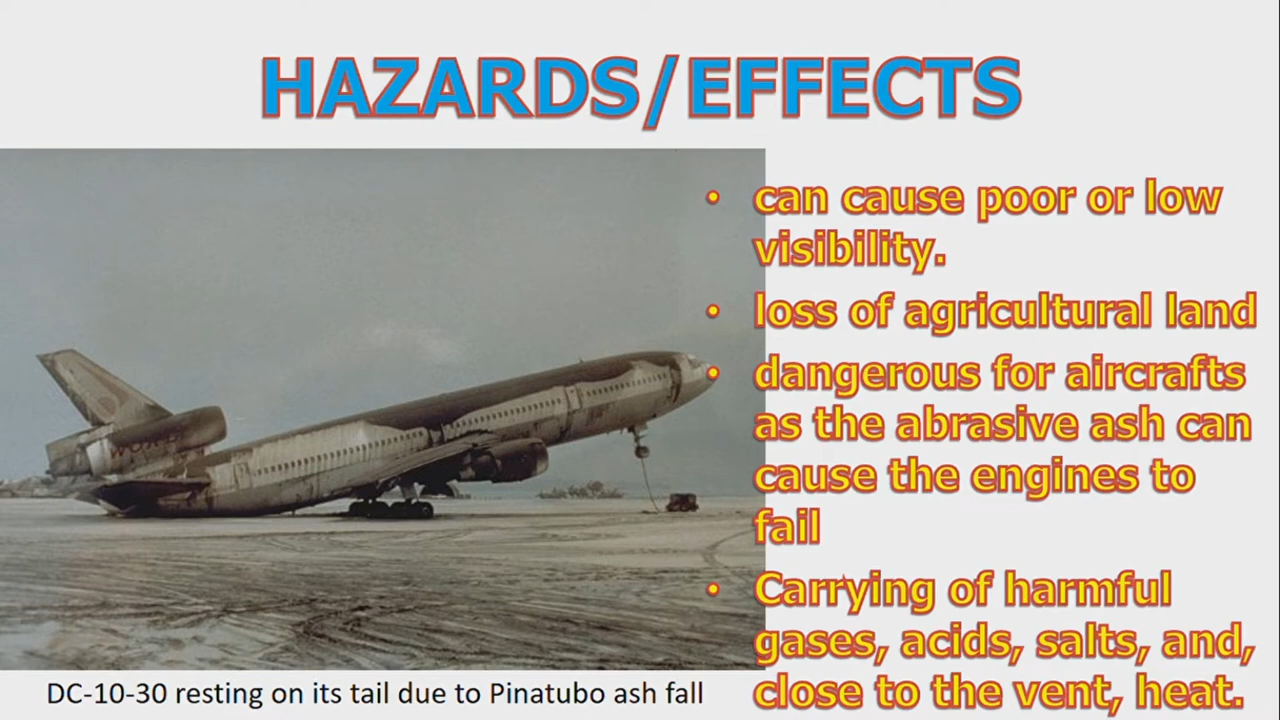 HAZARDS/EFFECTS
• can cause poor or low
visibility.
• loss of agricultural land
• dangerous for aircrafts
as the abrasive ash can
cause the engines to
fail
• Carrying of harmful
gases, acids, salts, and,
close to the vent, heat.
DC-10-30 resting on its tail due to Pinatubo ash fall